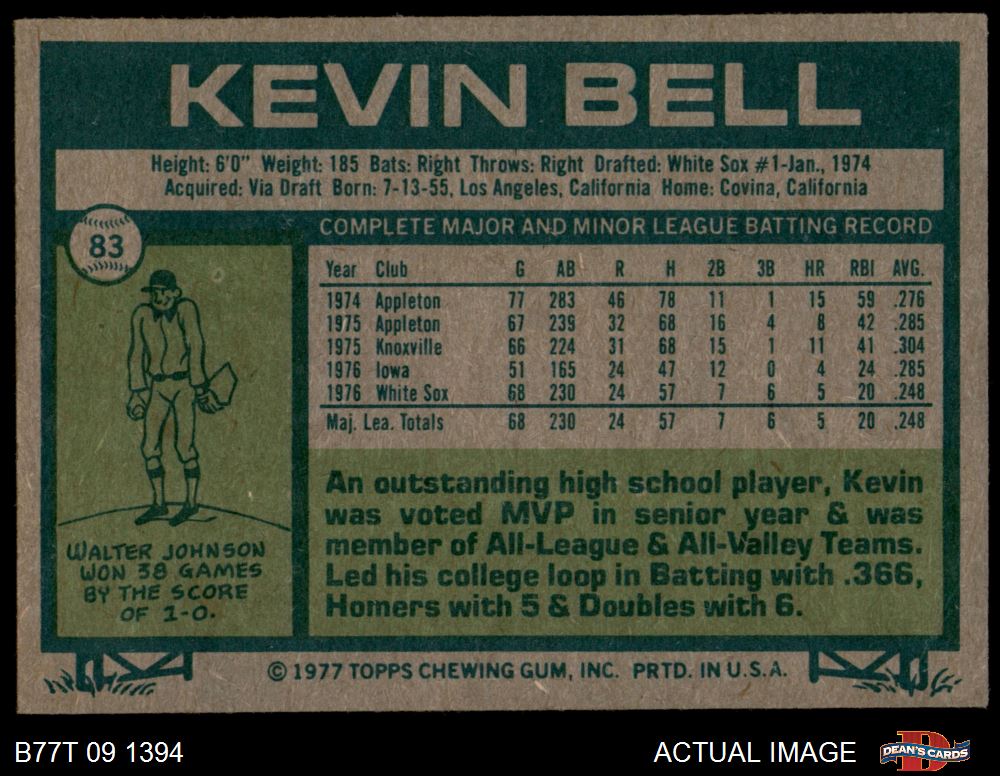 KEVIN BELL
Height: 6'0" Weight: 185 Bats: Right Throws: Right Drafted: White Sox #1-Jan., 1974
Acquired: Via Draft Born: 7-13-55, Los Angeles, California Home: Covina, California
83
COMPLETE MAJOR AND MINOR LEAGUE BATTING RECORD
Year Club G AB R H 2B 3B HR RBI AVG.
1974 Appleton 77 283 46 78 11 1 15 59 .276
1975 Appleton 67 239 32 68 16 4 8 42 .285
1975 Knoxville 66 224 31 68 15 1 11 41 .304
1976 Iowa 51 165 24 47 12 0 4 24 .285
1976 White Sox 68 230 24 57 7 6 5 20 .248
Maj. Lea. Totals 68 230 24 57 7 6 5 20 .248
WALTER JOHNSON
WON 38 GAMES
BY THE SCORE
OF 1-0.
An outstanding high school player, Kevin
was voted MVP in senior year & was
member of All-League & All-Valley Teams.
Led his college loop in Batting with .366,
Homers with 5 & Doubles with 6.
© 1977 TOPPS CHEWING GUM, INC. PRTD. IN U.S.A.
B77T 09 1394
ACTUAL IMAGE
D
DEAN'S CARDS